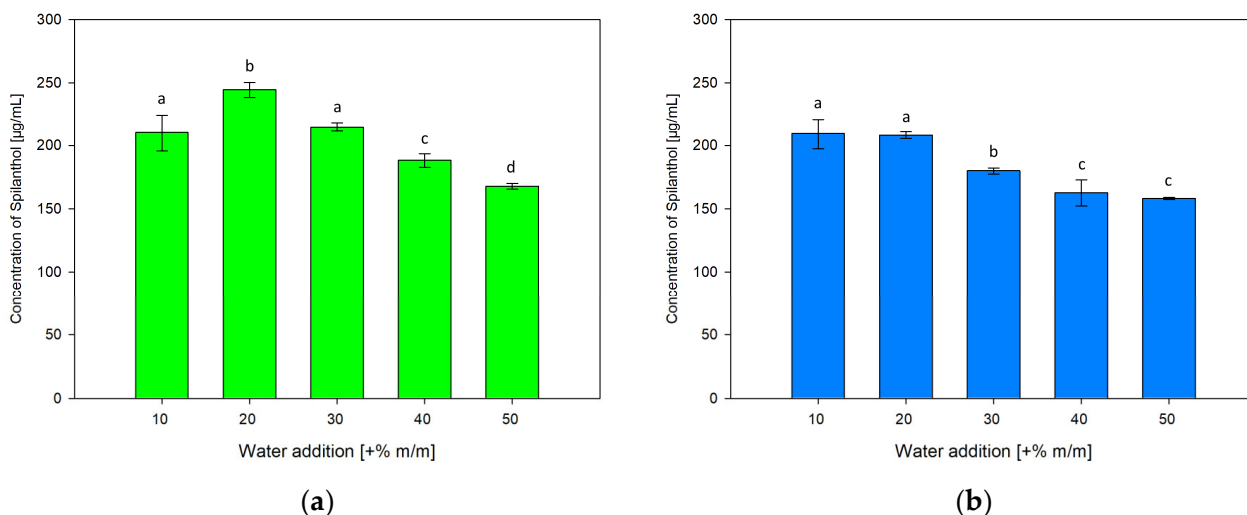 300
250
200
150
100
50
0
Concentration of Spilanthol [µg/mL]
a
b
a
c
d
10 20 30 40 50
Water addition [+% m/m]
(a)
300
250
200
150
100
50
0
Concentration of Spilanthol [µg/mL]
a
a
b
c
c
10 20 30 40 50
Water addition [+% m/m]
(b)